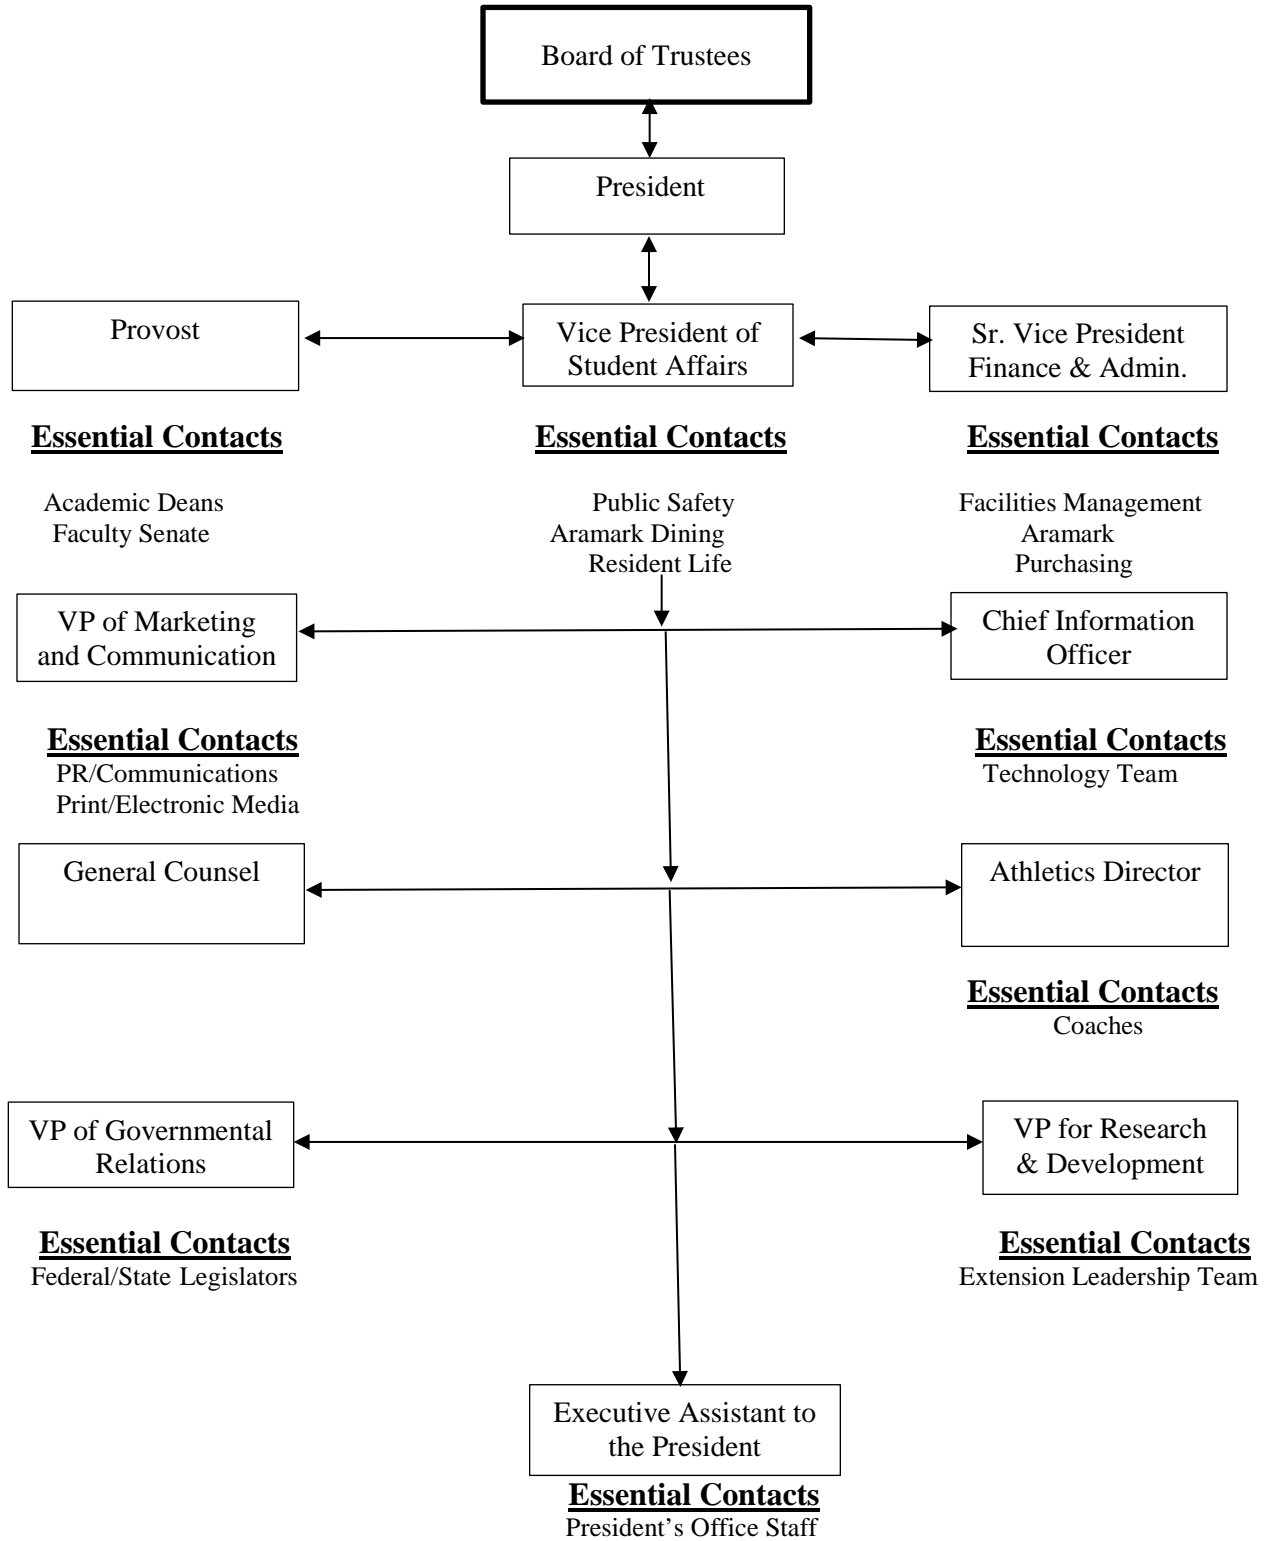 Board of Trustees
President
Provost
Vice President of
Student Affairs
Sr. Vice President
Finance & Admin.
Essential Contacts
Essential Contacts
Essential Contacts
Academic Deans
Faculty Senate
Public Safety
Aramark Dining
Resident Life
Facilities Management
Aramark
Purchasing
VP of Marketing
and Communication
Chief Information
Officer
Essential Contacts
PR/Communications
Print/Electronic Media
Essential Contacts
Technology Team
General Counsel
Athletics Director
Essential Contacts
Coaches
VP of Governmental
Relations
VP for Research
& Development
Essential Contacts
Federal/State Legislators
Essential Contacts
Extension Leadership Team
Executive Assistant to
the President
Essential Contacts
President’s Office Staff